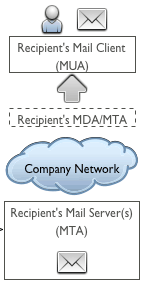 Recipient's Mail Client
(MUA)
Recipient's MDA/MTA
Company Network
Recipient's Mail Server(s)
(MTA)